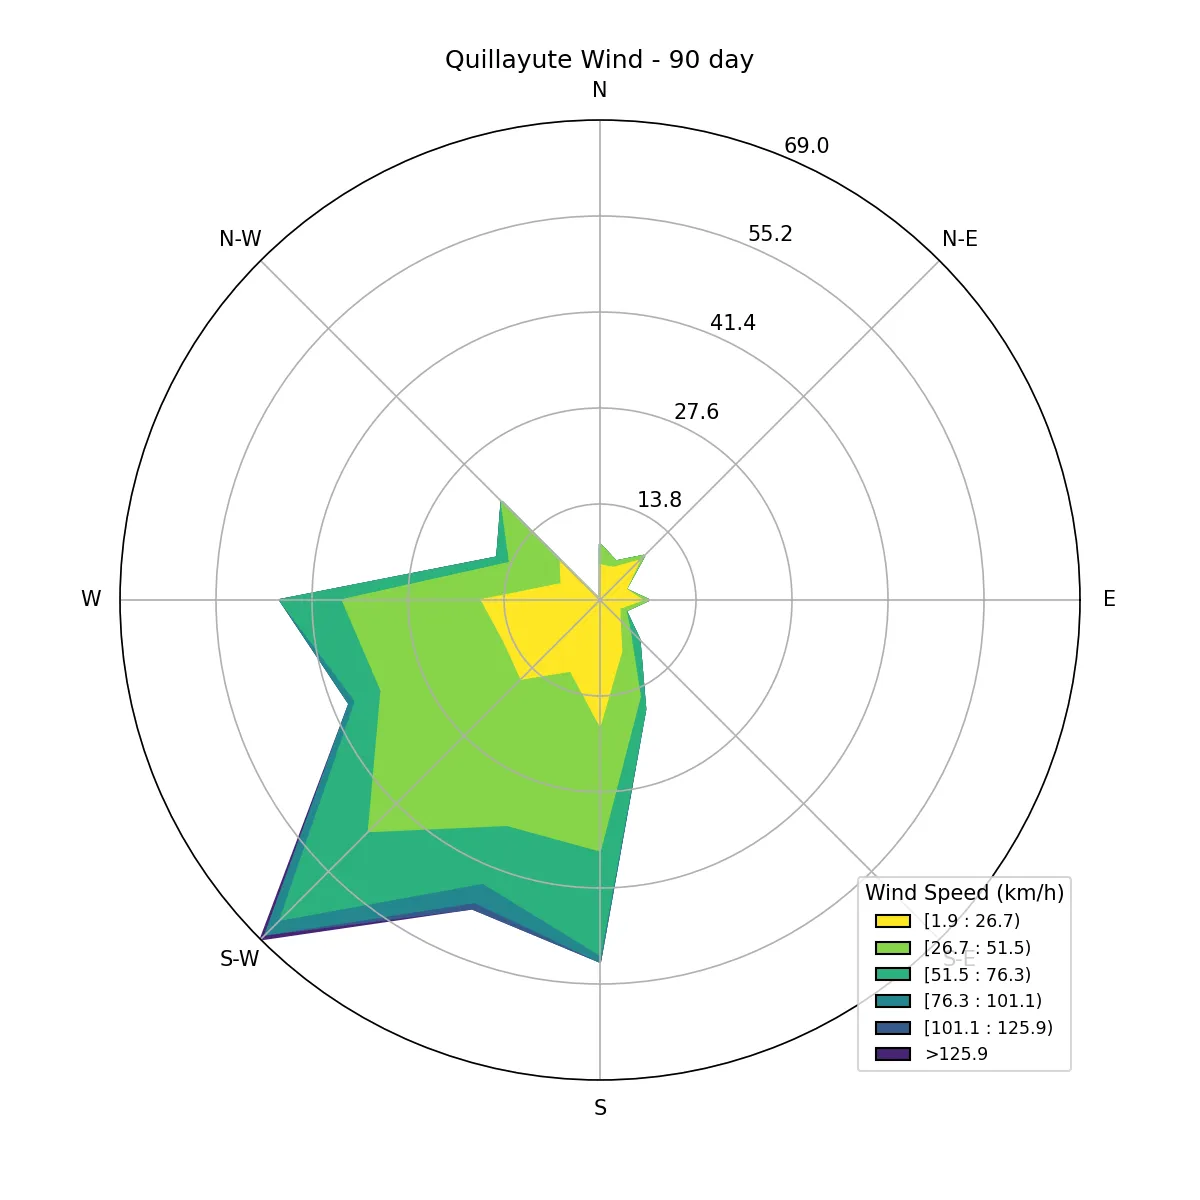 Quillayute Wind - 90 day
N
69.0
N-W
N-E
55.2
41.4
27.6
13.8
W
E
S-W
S-E
S
Wind Speed (km/h)
[1.9 : 26.7)
[26.7 : 51.5)
[51.5 : 76.3)
[76.3 : 101.1)
[101.1 : 125.9)
>125.9